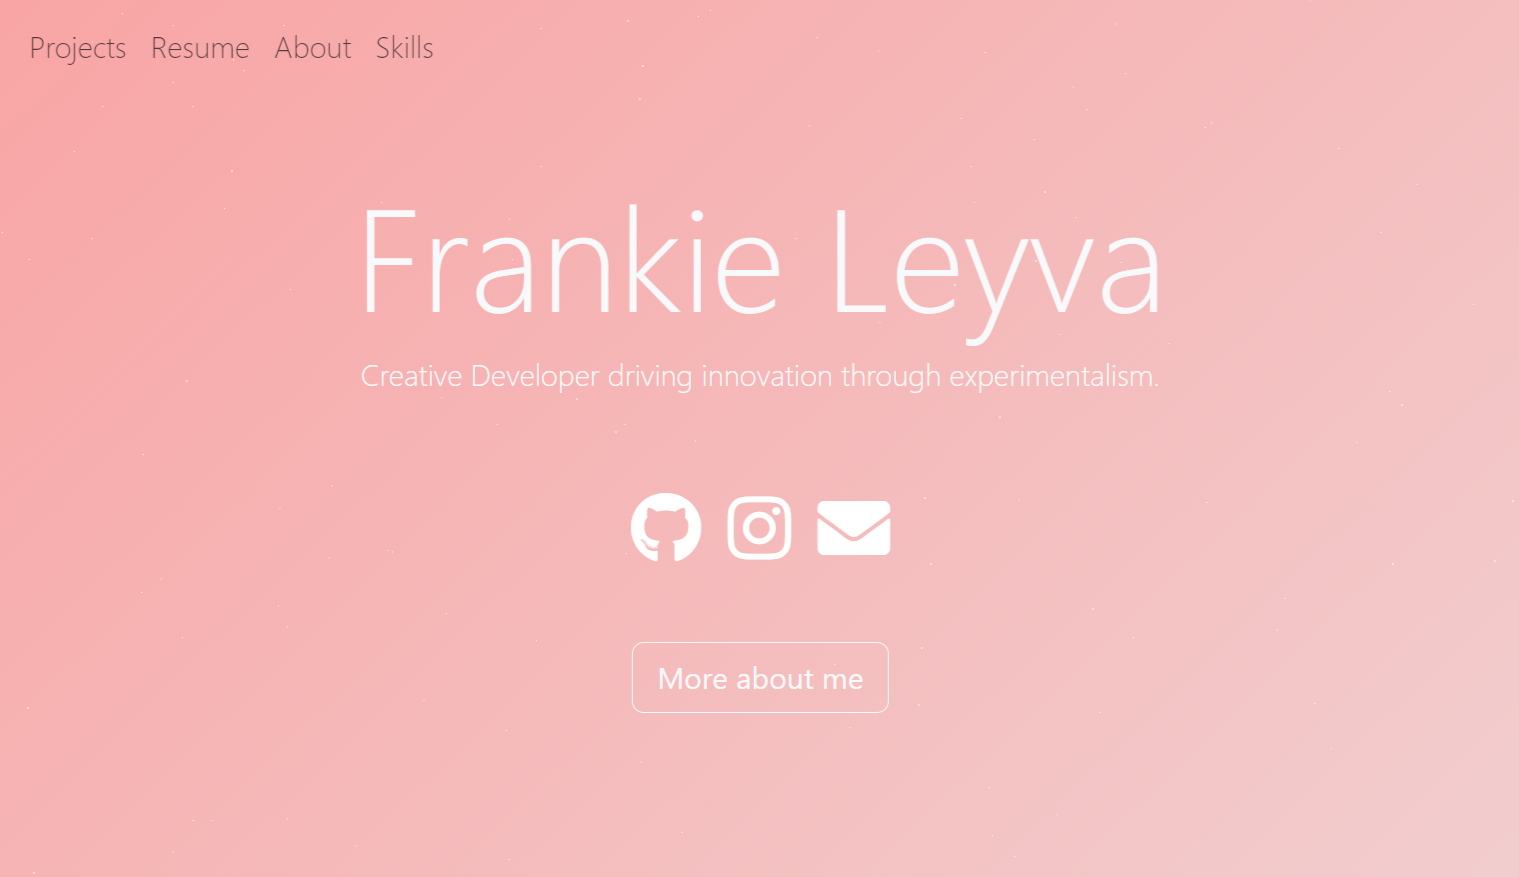 Projects Resume About Skills
Frankie Leyva
Creative Developer driving innovation through experimentalism.
More about me